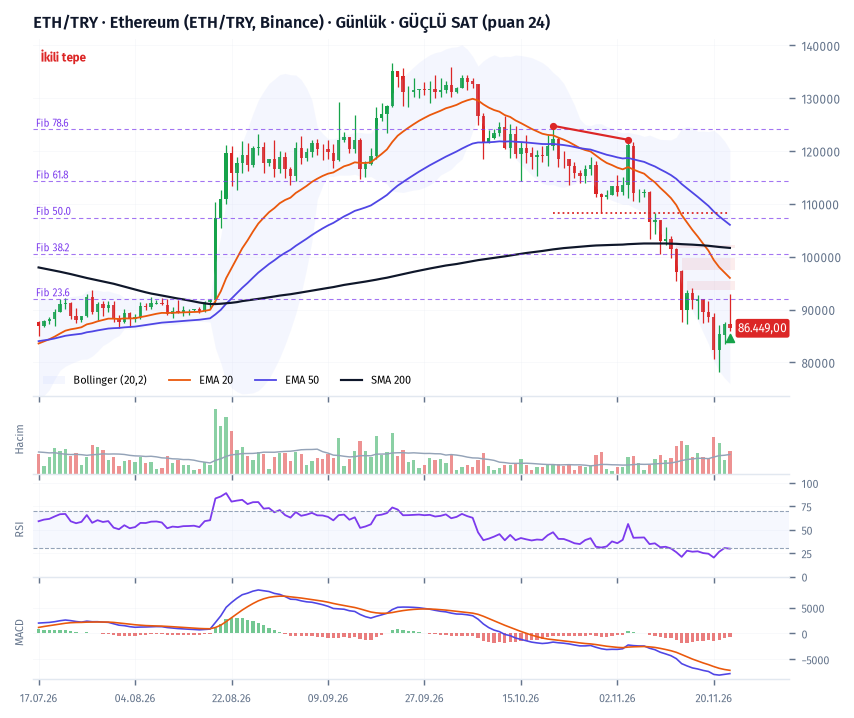 ETH/TRY · Ethereum (ETH/TRY, Binance) · Günlük · GÜÇLÜ SAT (puan 24)
İkili tepe
140000
130000
Fib 78.6
120000
Fib 61.8
110000
Fib 50.0
Fib 38.2
100000
Fib 23.6
90000
86.449,00
80000
Bollinger (20,2) EMA 20 EMA 50 SMA 200
Hacim
100
75
RSI
50
25
0
5000
MACD
0
−5000
17.07.26 04.08.26 22.08.26 09.09.26 27.09.26 15.10.26 02.11.26 20.11.26